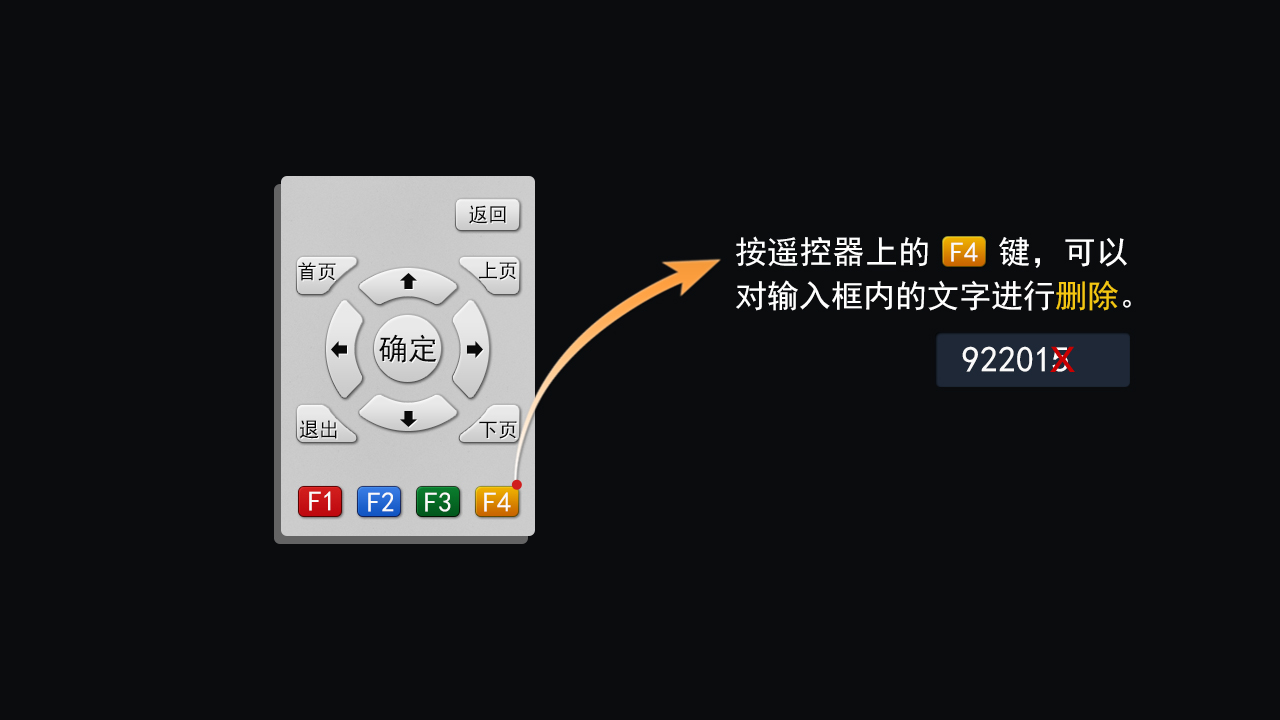 返回
首页
上页
确定
退出
下页
F1 F2 F3 F4
按遥控器上的 F4 键，可以
对输入框内的文字进行删除。
922015X